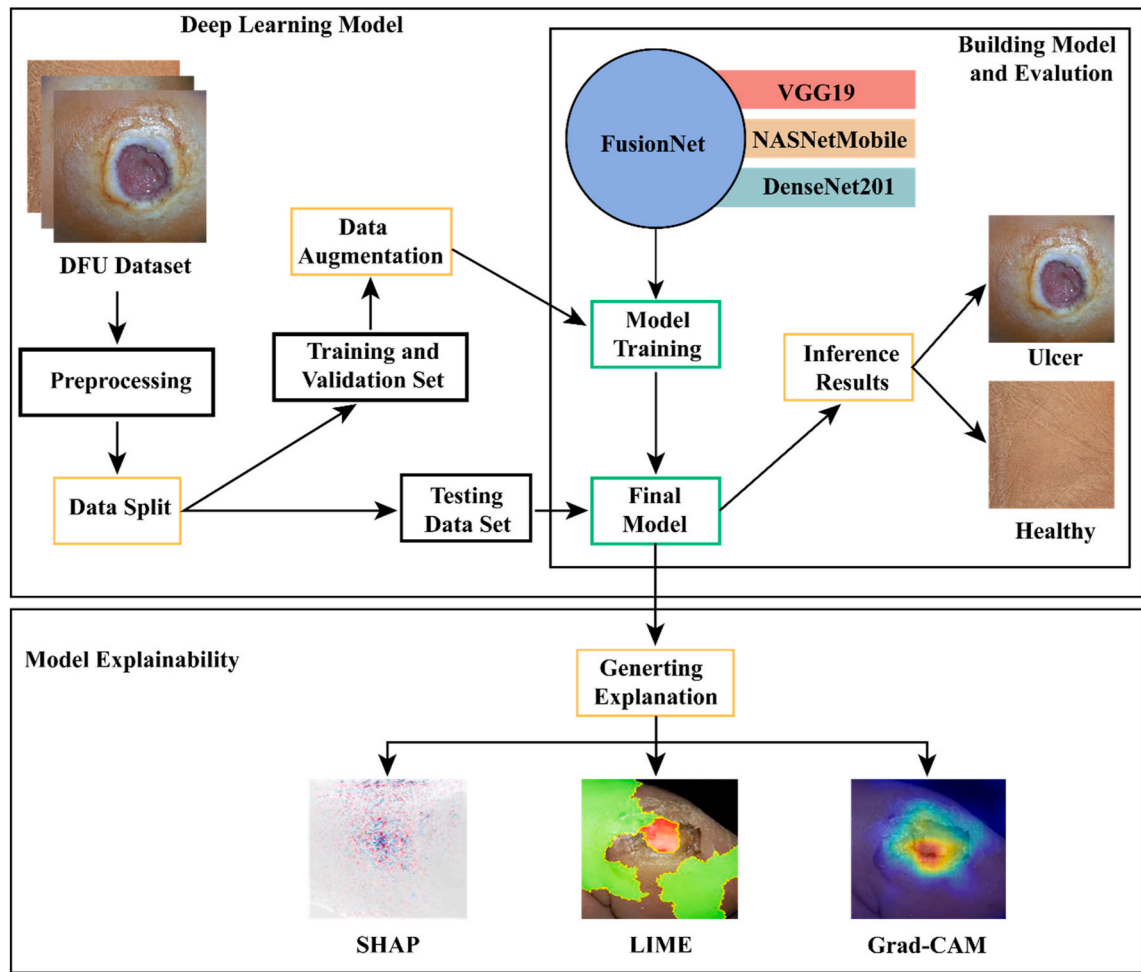 Deep Learning Model
Building Model
and Evalution
VGG19
FusionNet
NASNetMobile
DenseNet201
DFU Dataset
Data
Augmentation
Preprocessing
Training and
Validation Set
Model
Training
Inference
Results
Ulcer
Data Split
Testing
Data Set
Final
Model
Healthy
Model Explainability
Generting
Explanation
SHAP
LIME
Grad-CAM